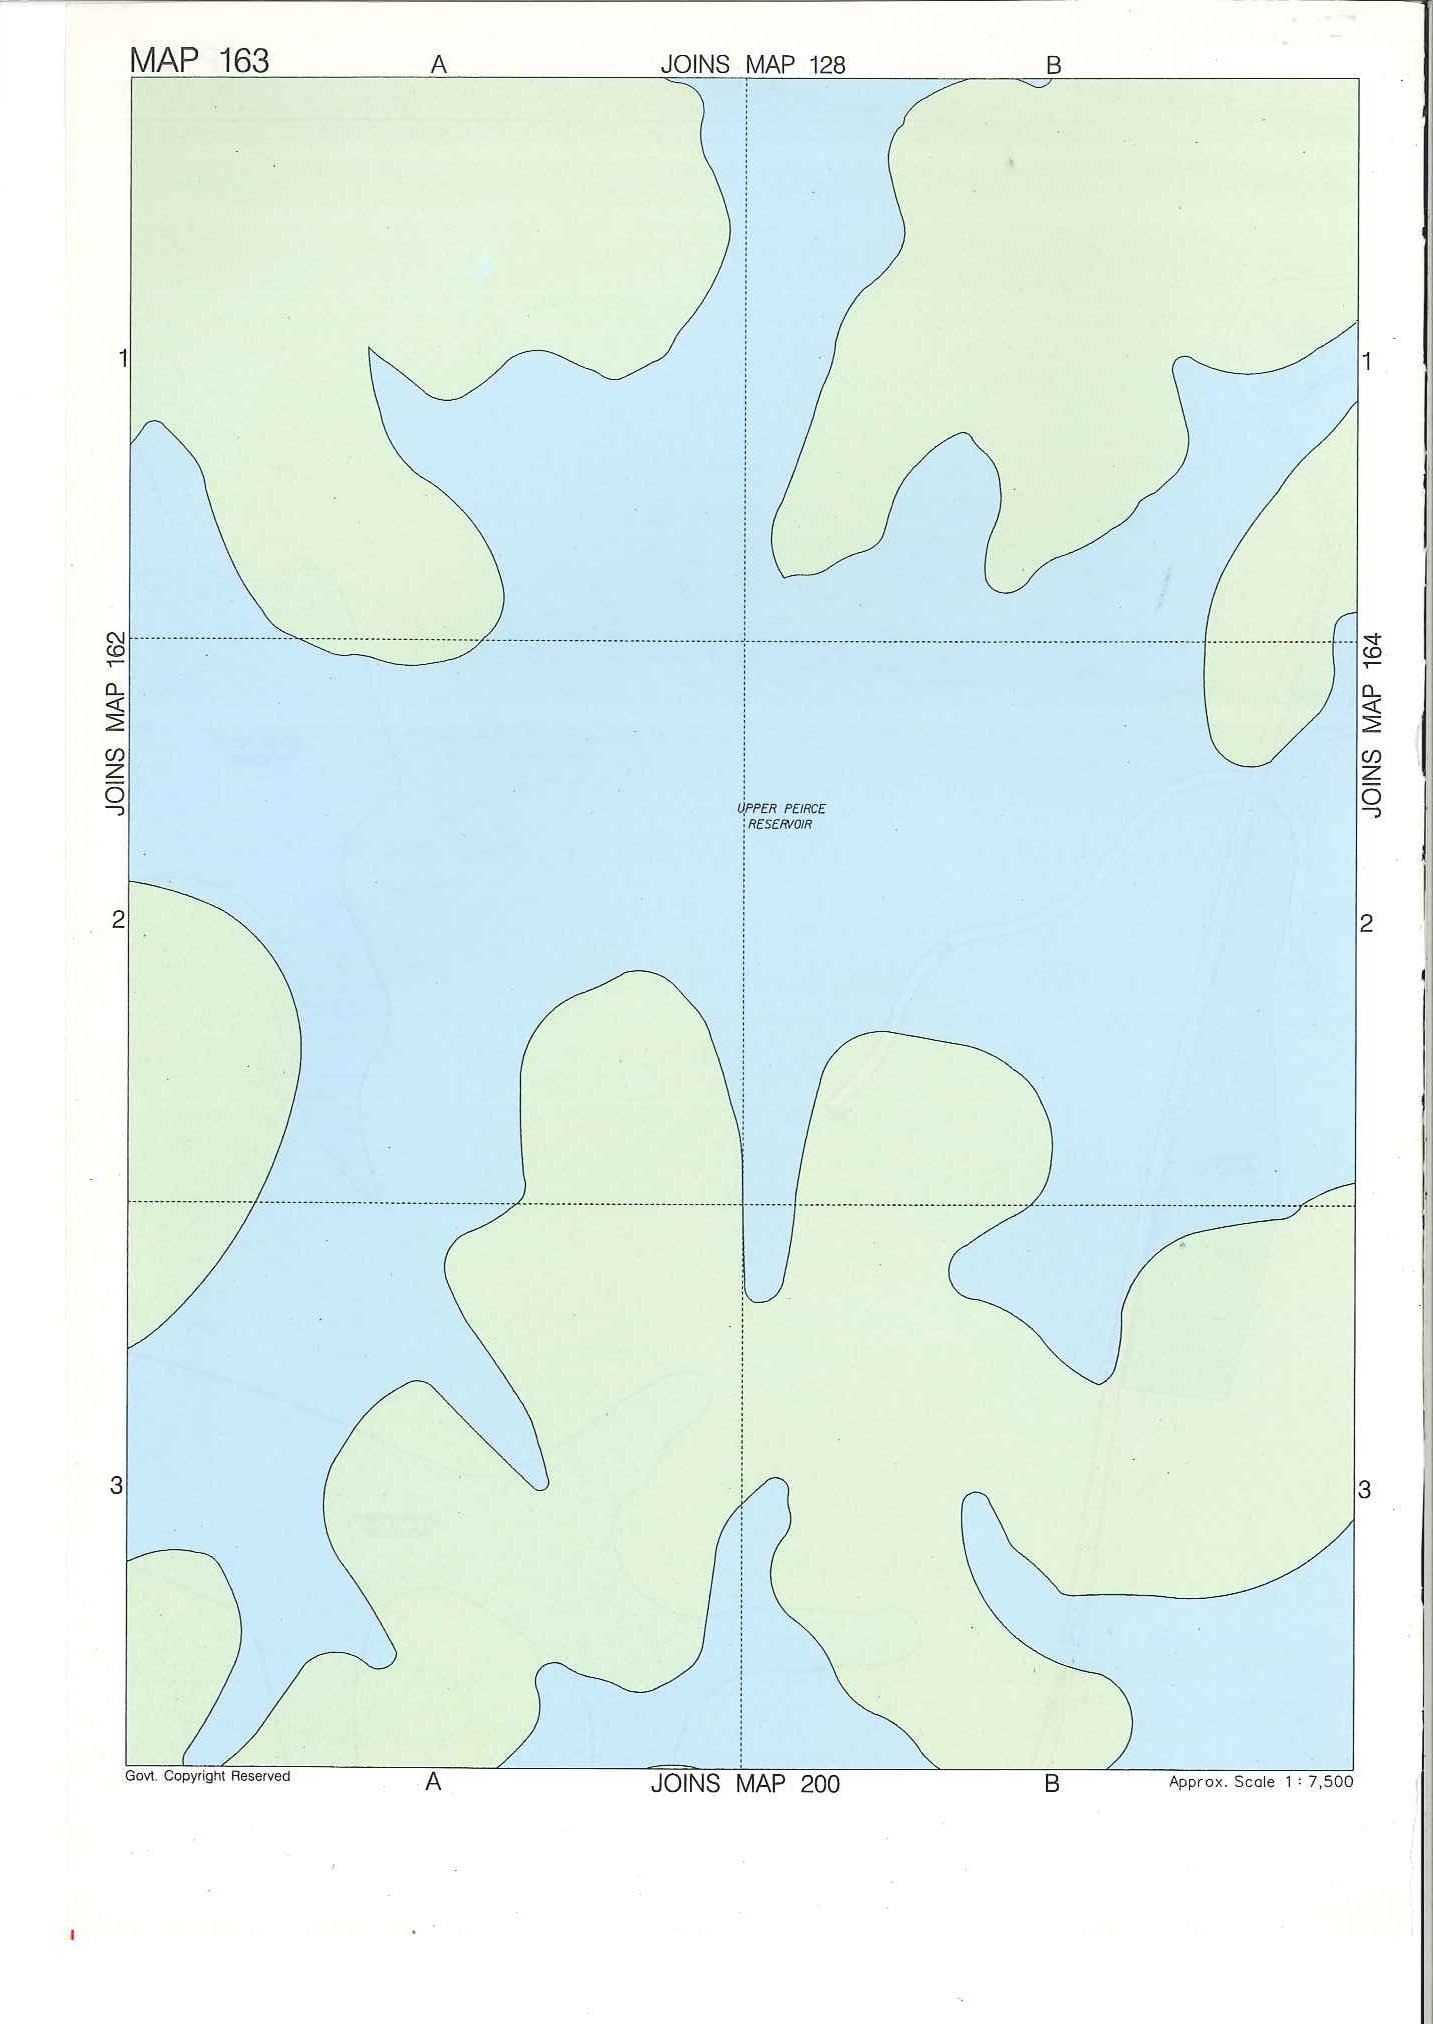 MAP 163
A
JOINS MAP 128
B
1
1
JOINS MAP 162
JOINS MAP 164
UPPER PEIRCE
RESERVOIR
2
2
3
3
Govt. Copyright Reserved
A
JOINS MAP 200
B
Approx. Scale 1 : 7,500